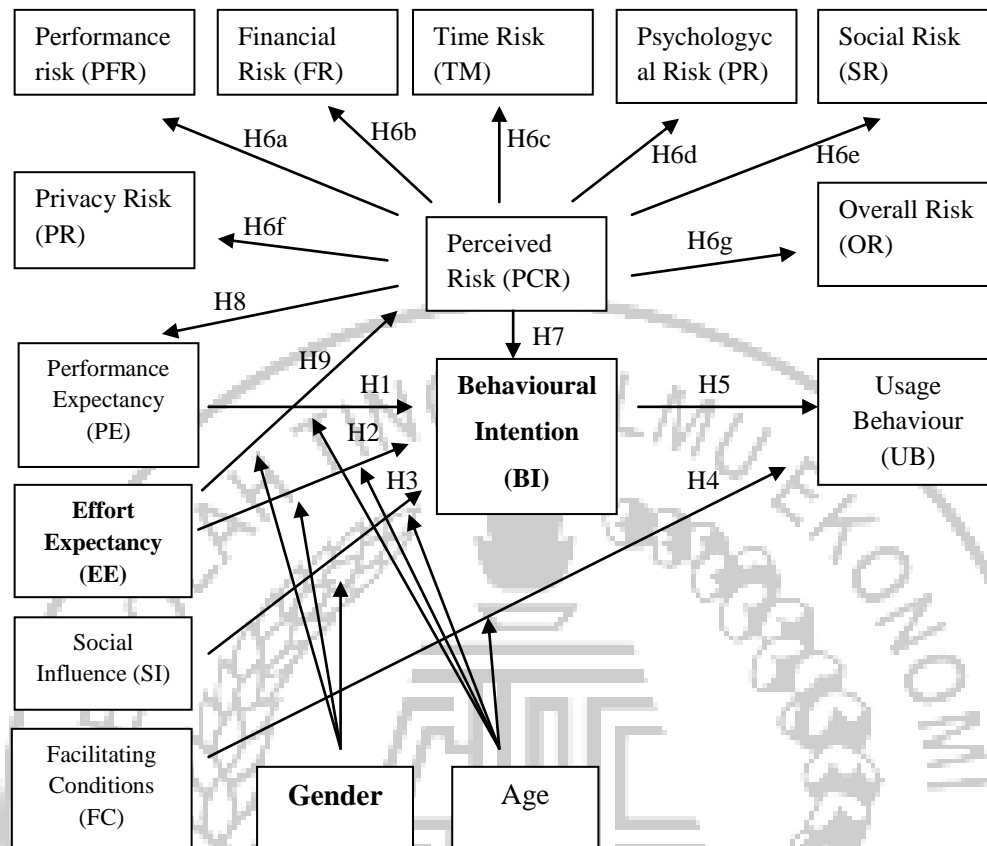 Performance
risk (PFR)
Financial
Risk (FR)
Time Risk
(TM)
Psychologyc
al Risk (PR)
Social Risk
(SR)
H6a
H6b
H6c
H6d
H6e
Privacy Risk
(PR)
H6f
Perceived
Risk (PCR)
H6g
Overall Risk
(OR)
H8
H7
H9
Performance
Expectancy
(PE)
H1
H2
H3
Behavioural
Intention
(BI)
H5
H4
Usage
Behaviour
(UB)
Effort
Expectancy
(EE)
Social
Influence (SI)
Facilitating
Conditions
(FC)
Gender
Age
TING
ILMU EKONOMI